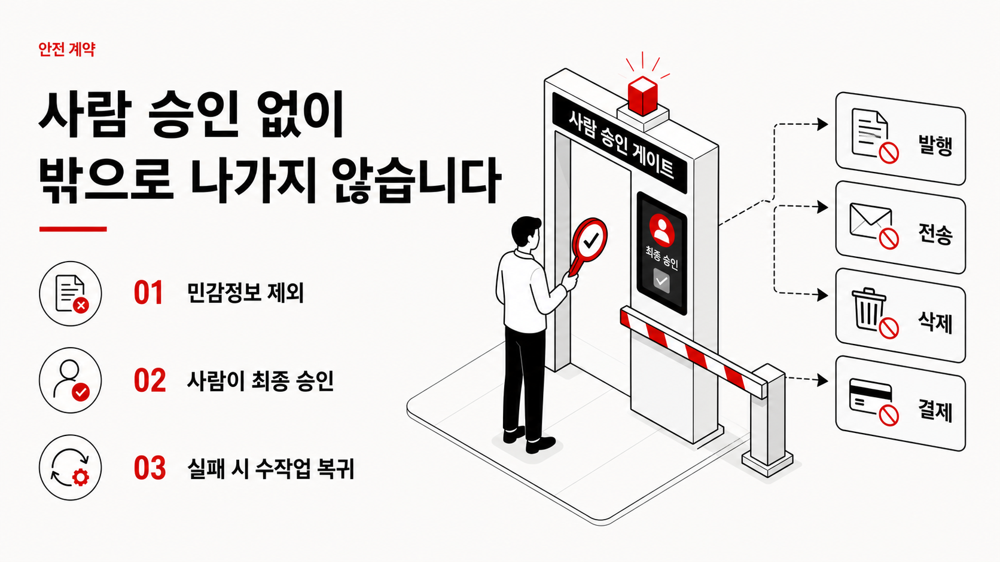 안전 계약
사람 승인 없이
밖으로 나가지 않습니다
01 민감정보 제외
02 사람이 최종 승인
03 실패 시 수작업 복귀
사람 승인 게이트
최종 승인
발행
전송
삭제
결제